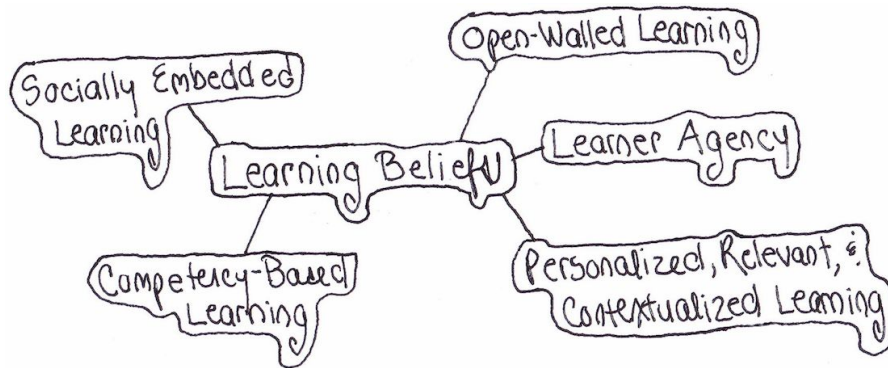 Open-Walled Learning
Socially Embedded
Learning
Learner Agency
Learning Beliefs
Personalized, Relevant, &
Contextualized Learning
Competency-Based
Learning